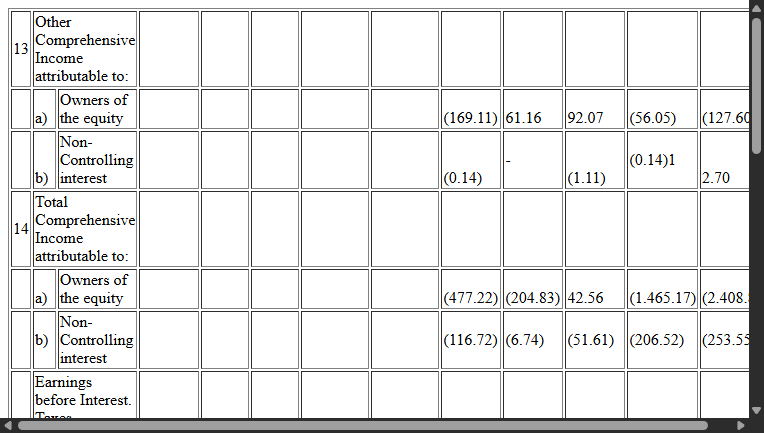 13 Other Comprehensive Income attributable to:
a) Owners of the equity (169.11) 61.16 92.07 (56.05) (127.60
b) Non-Controlling interest (0.14) - (1.11) (0.14)1 2.70
14 Total Comprehensive Income attributable to:
a) Owners of the equity (477.22) (204.83) 42.56 (1.465.17) (2.408.
b) Non-Controlling interest (116.72) (6.74) (51.61) (206.52) (253.55
Earnings before Interest. Taxes